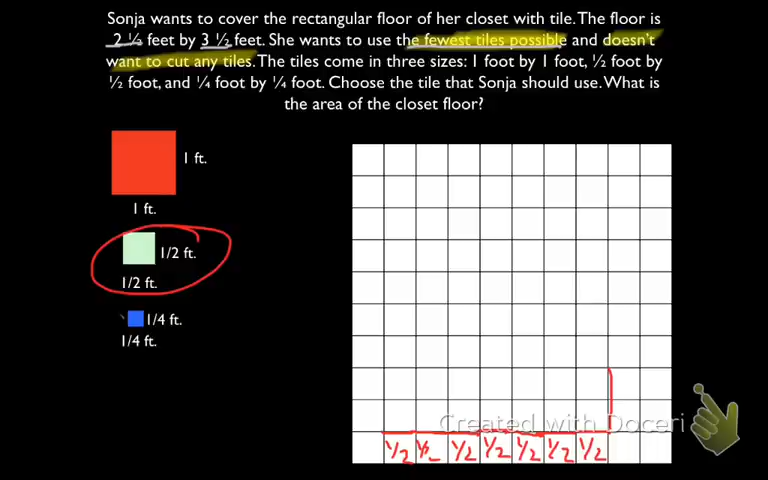 Sonja wants to cover the rectangular floor of her closet with tile. The floor is
2 ½ feet by 3 ½ feet. She wants to use the fewest tiles possible and doesn't
want to cut any tiles. The tiles come in three sizes: 1 foot by 1 foot, ½ foot by
½ foot, and ¼ foot by ¼ foot. Choose the tile that Sonja should use. What is
the area of the closet floor?
1 ft.
1 ft.
1/2 ft.
1/2 ft.
1/4 ft.
1/4 ft.
Created with Doceri
1/2 1/2 1/2 1/2 1/2 1/2 1/2